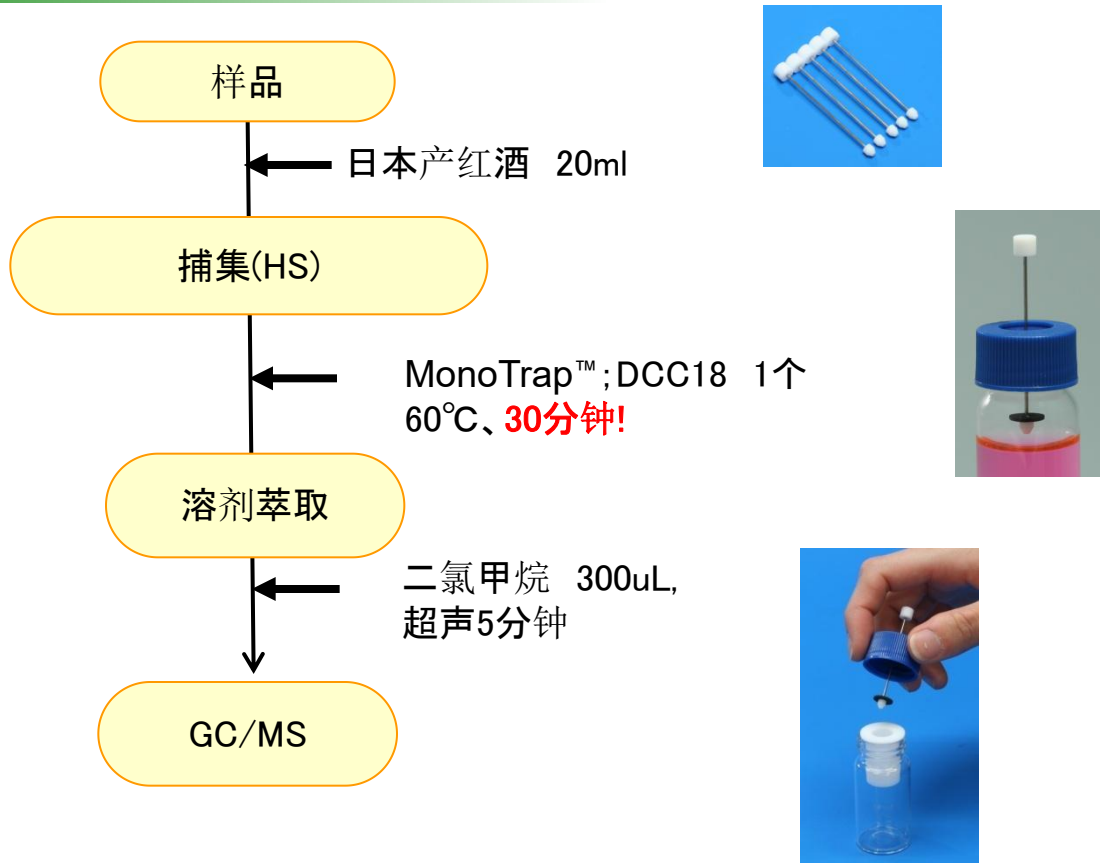 样品
日本产红酒　20ml
捕集(HS)
MonoTrap™;DCC18　1个
60℃、30分钟!
溶剂萃取
二氯甲烷　300uL,
超声5分钟
GC/MS